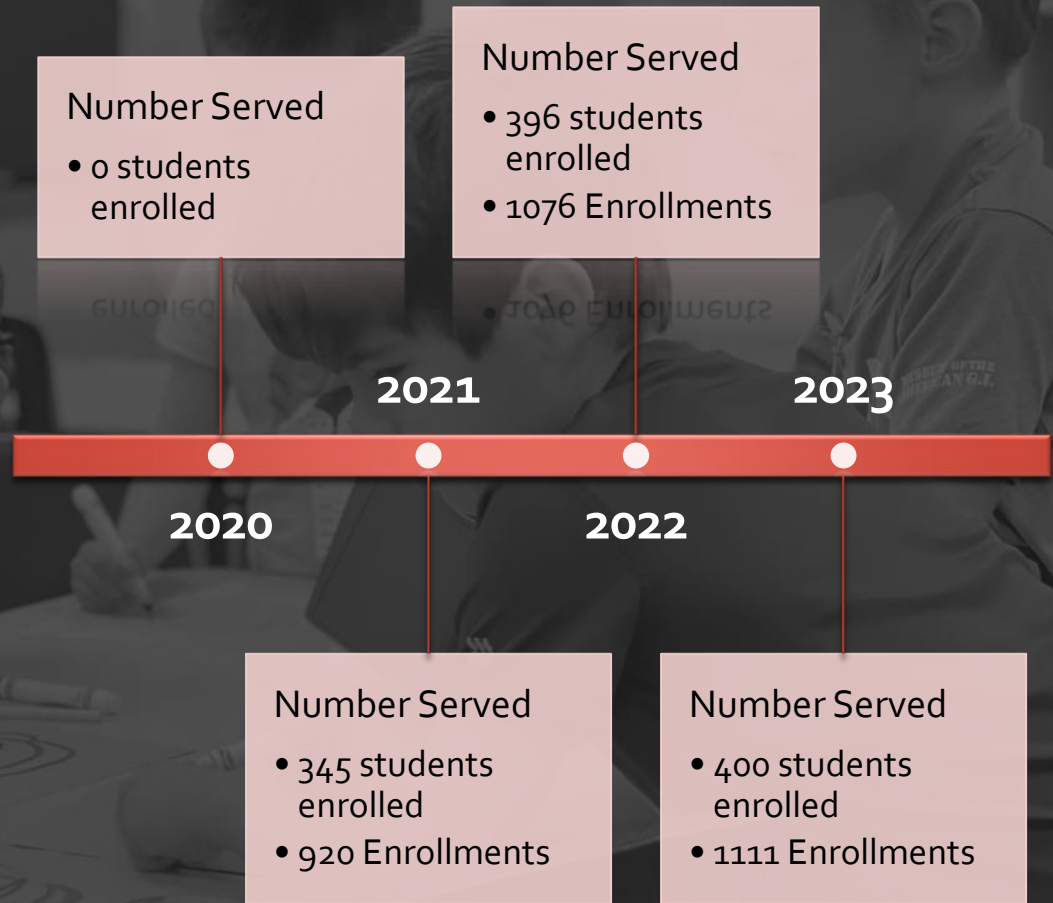 Number Served
• 0 students
enrolled
Number Served
• 396 students
enrolled
• 1076 Enrollments
2021
2023
2020
2022
Number Served
• 345 students
enrolled
• 920 Enrollments
Number Served
• 400 students
enrolled
• 1111 Enrollments